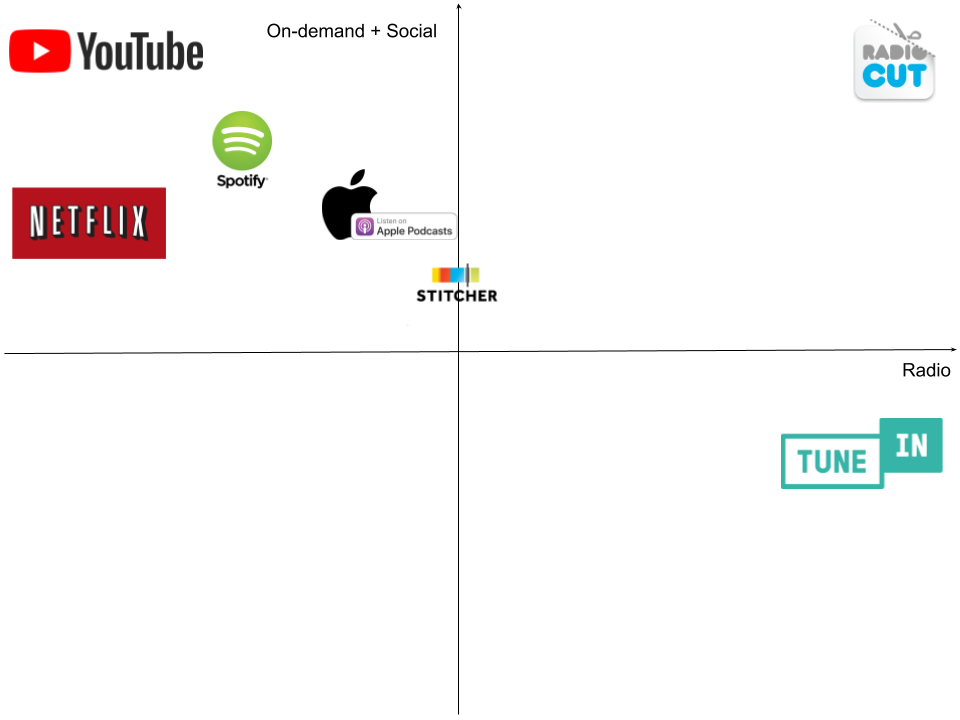 YouTube
On-demand + Social
RADIO
CUT
Spotify
NETFLIX
Listen on
Apple Podcasts
STITCHER
Radio
TUNE
IN